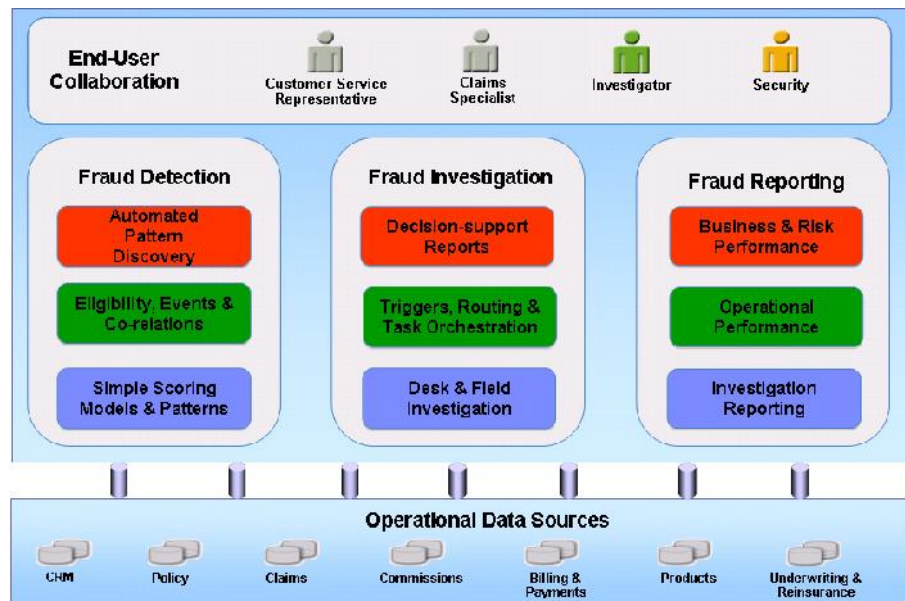 End-User
Collaboration
Customer Service
Representative
Claims
Specialist
Investigator
Security
Fraud Detection
Automated
Pattern
Discovery
Eligibility, Events &
Co-relations
Simple Scoring
Models & Patterns
Fraud Investigation
Decision-support
Reports
Triggers, Routing &
Task Orchestration
Desk & Field
Investigation
Fraud Reporting
Business & Risk
Performance
Operational
Performance
Investigation
Reporting
Operational Data Sources
CRM
Policy
Claims
Commissions
Billing &
Payments
Products
Underwriting &
Reinsurance